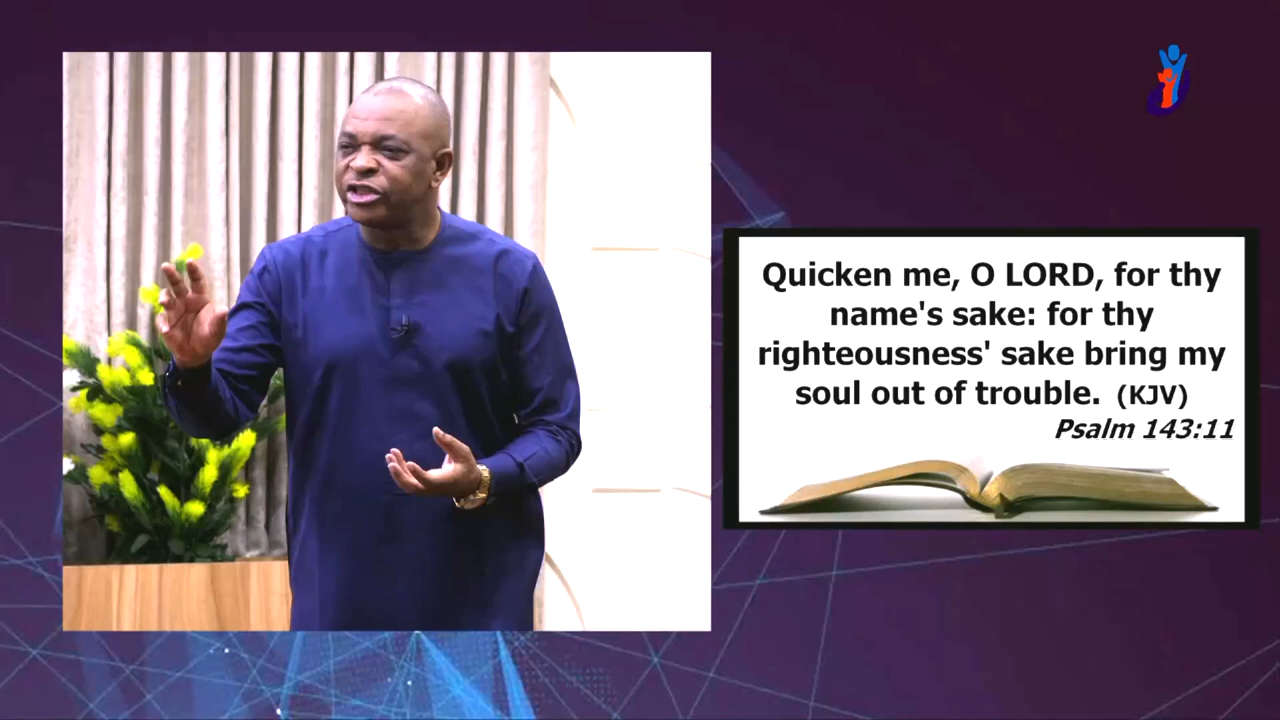 Quicken me, O LORD, for thy
name's sake: for thy
righteousness' sake bring my
soul out of trouble. (KJV)
Psalm 143:11